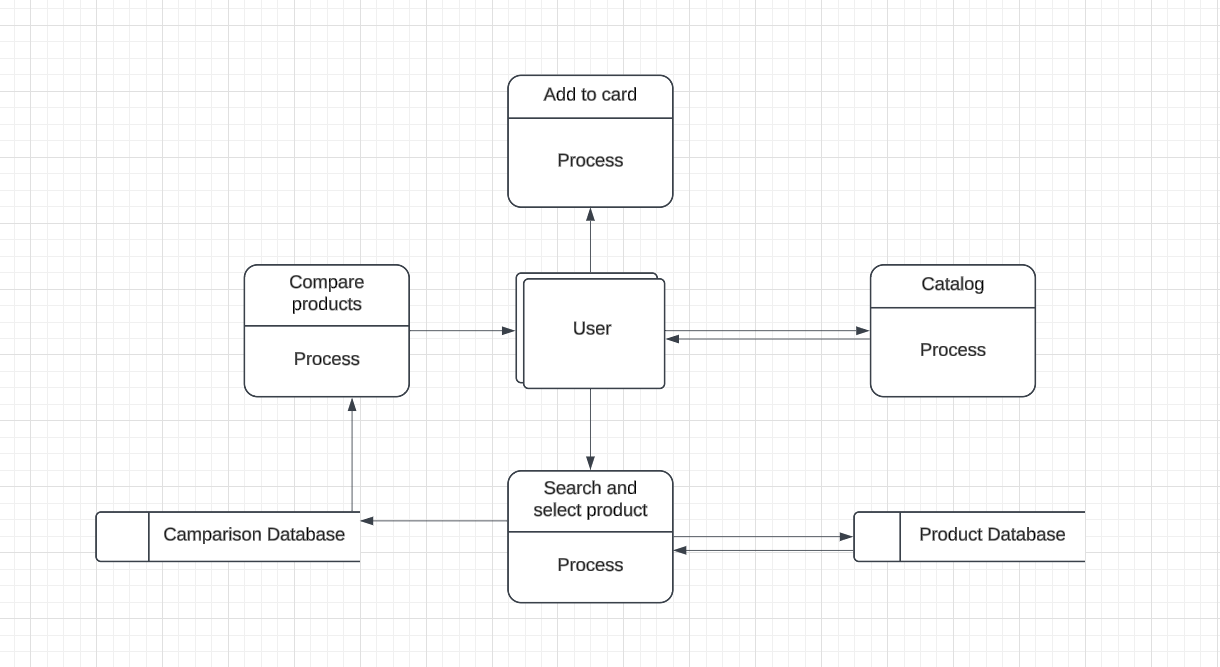 Add to card
Process
Compare
products
Process
User
Catalog
Process
Search and
select product
Process
Camparison Database
Product Database